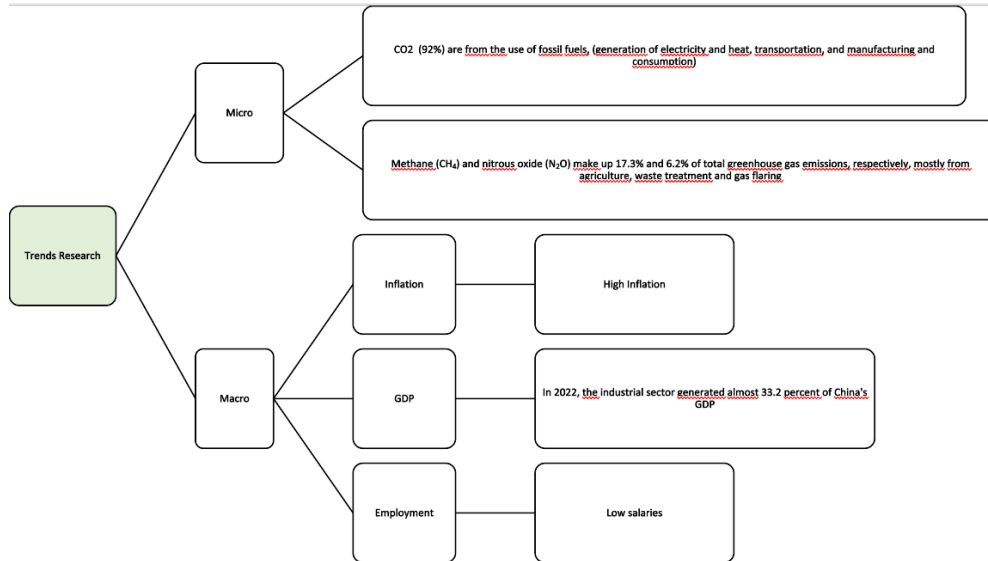 Trends Research
Micro
CO2 (92%) are from the use of fossil fuels, (generation of electricity and heat, transportation, and manufacturing and
consumption)
Methane (CH₄) and nitrous oxide (N₂O) make up 17.3% and 6.2% of total greenhouse gas emissions, respectively, mostly from
agriculture, waste treatment and gas flaring
Macro
Inflation
High Inflation
GDP
In 2022, the industrial sector generated almost 33.2 percent of China's
GDP
Employment
Low salaries